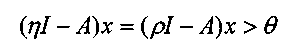 (ηI − A)x = (ρI − A)x > θ